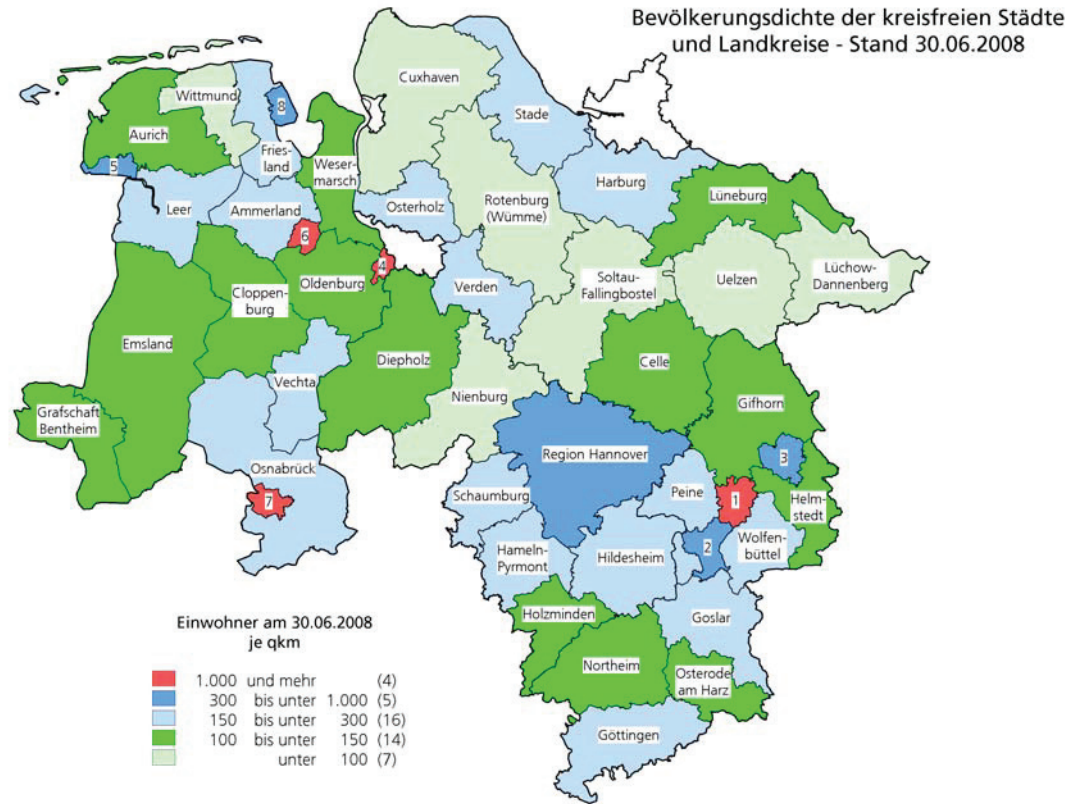 Bevölkerungsdichte der kreisfreien Städte
und Landkreise - Stand 30.06.2008
Cuxhaven
Wittmund
8
Stade
Aurich
Fries-
land
5
Weser-
marsch
Harburg
Lüneburg
Leer
Ammerland
Osterholz
Rotenburg
(Wümme)
6
4
Oldenburg
Cloppen-
burg
Verden
Soltau-
Fallingbostel
Uelzen
Lüchow-
Dannenberg
Emsland
Diepholz
Celle
Vechta
Nienburg
Gifhorn
Grafschaft
Bentheim
Region Hannover
3
Osnabrück
7
Schaumburg
Peine
1
Helm-
stedt
2
Wolfen-
büttel
Hameln-
Pyrmont
Hildesheim
Holzminden
Goslar
Northeim
Osterode
am Harz
Göttingen
Einwohner am 30.06.2008
je qkm
1.000 und mehr (4)
300 bis unter 1.000 (5)
150 bis unter 300 (16)
100 bis unter 150 (14)
unter 100 (7)